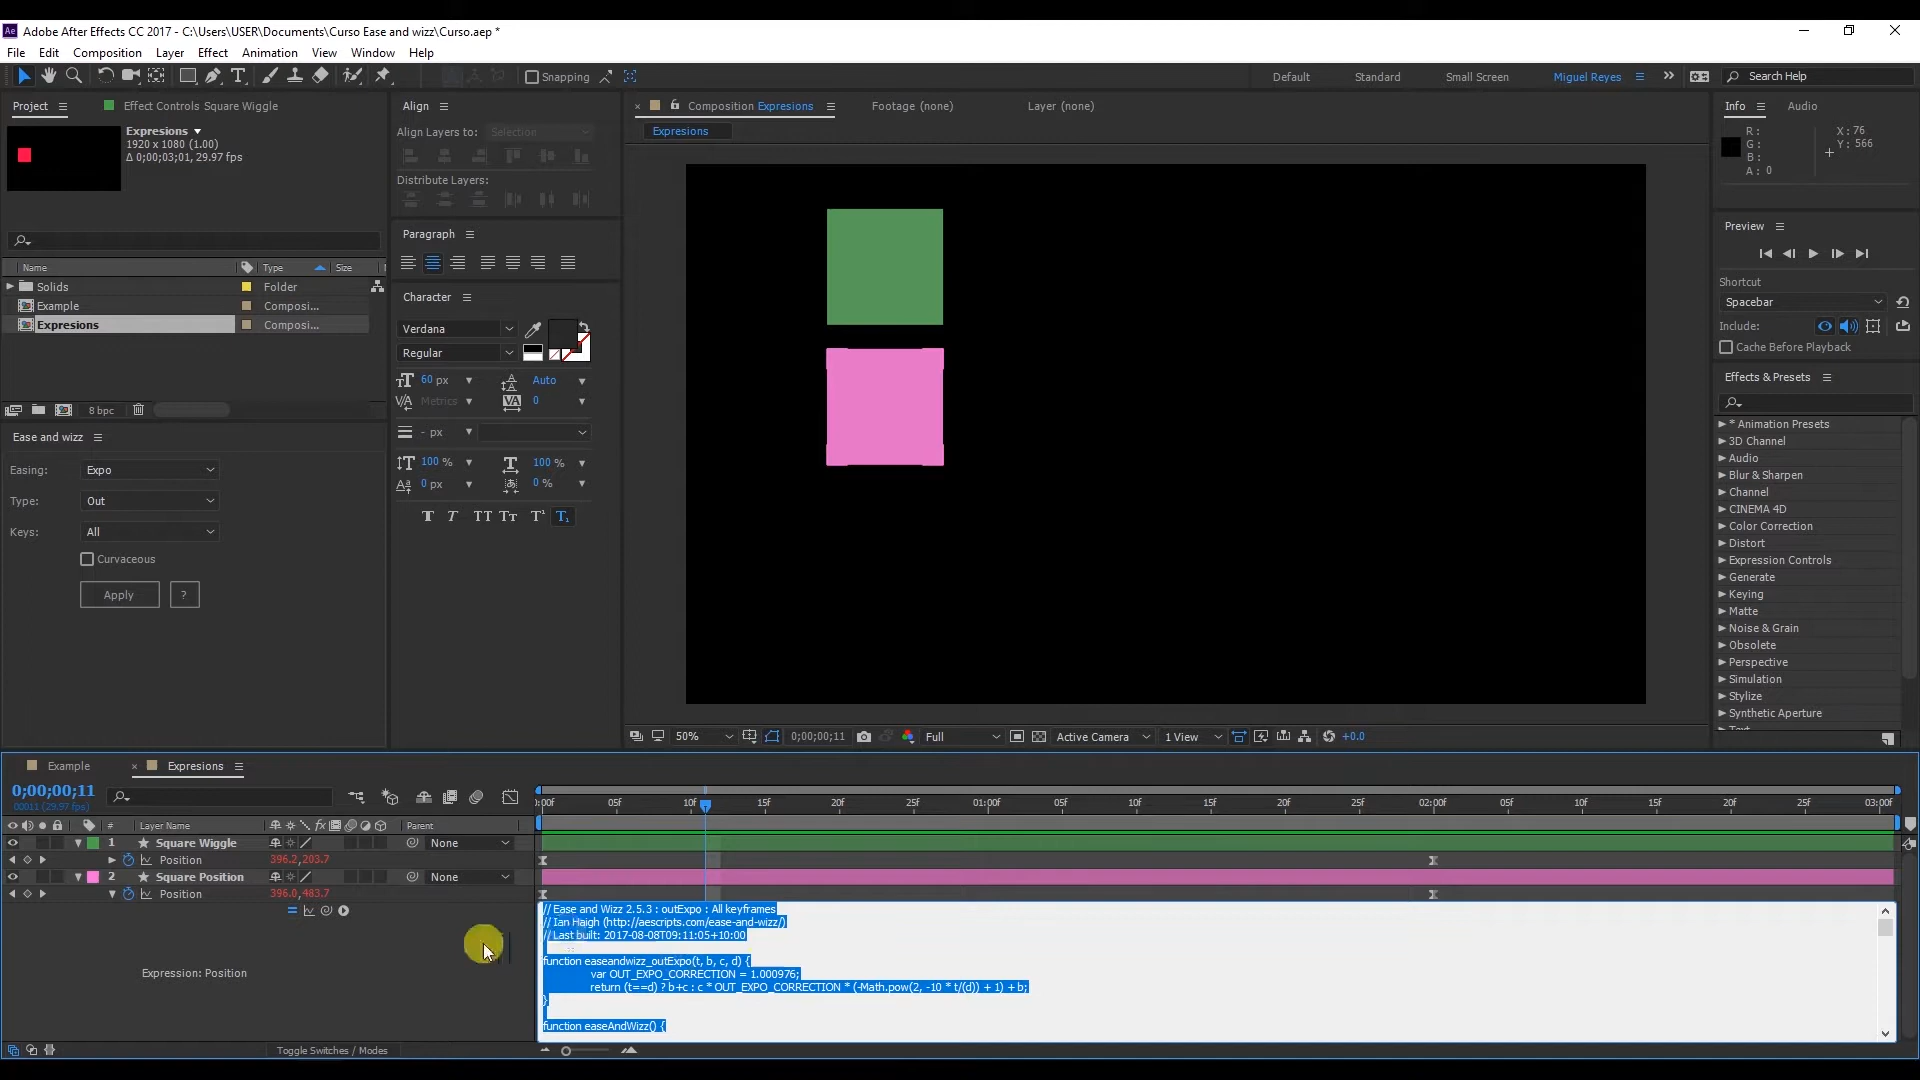 Ae Adobe After Effects CC 2017 - C:\Users\USER\Documents\Curso Ease and wizz\Curso.aep *
File Edit Composition Layer Effect Animation View Window Help
Snapping Default Standard Small Screen Miguel Reyes Search Help
Project Effect Controls Square Wiggle
Expresions
1920 x 1080 (1.00)
Δ 0;00;03;01, 29.97 fps
Name Type Size
Solids Folder
Example Composi...
Expresions Composi...
8 bpc
Ease and wizz
Easing: Expo
Type: Out
Keys: All
Curvaceous
Apply ?
Align
Align Layers to: Selection
Distribute Layers:
Paragraph
Character
Verdana
Regular
60 px Auto
Metrics 0
- px
100 % 100 %
0 px 0 %
Composition Expresions Footage (none) Layer (none)
Expresions
50% 0;00;00;11 Full Active Camera 1 View +0.0
Info Audio
R: X: 76
G: Y: 566
B:
A: 0
Preview
Shortcut
Spacebar
Include:
Cache Before Playback
Effects & Presets
* Animation Presets
3D Channel
Audio
Blur & Sharpen
Channel
CINEMA 4D
Color Correction
Distort
Expression Controls
Generate
Keying
Matte
Noise & Grain
Obsolete
Perspective
Simulation
Stylize
Synthetic Aperture
Example Expresions
0;00;00;11
00011 (29.97 fps)
0:00f 05f 10f 15f 20f 25f 01:00f 05f 10f 15f 20f 25f 02:00f 05f 10f 15f 20f 25f 03:00f
# Layer Name Parent
1 Square Wiggle None
Position 396.2,203.7
2 Square Position None
Position 396.0,483.7
Expression: Position
// Ease and Wizz 2.5.3 : outExpo : All keyframes
// Ian Haigh (http://aescripts.com/ease-and-wizz/)
// Last built: 2017-08-08T09:11:05+10:00
function easeandwizz_outExpo(t, b, c, d) {
var OUT_EXPO_CORRECTION = 1.000976;
return (t==d) ? b+c : c * OUT_EXPO_CORRECTION * (-Math.pow(2, -10 * t/(d)) + 1) + b;
}
function easeAndWizz() {
Toggle Switches / Modes